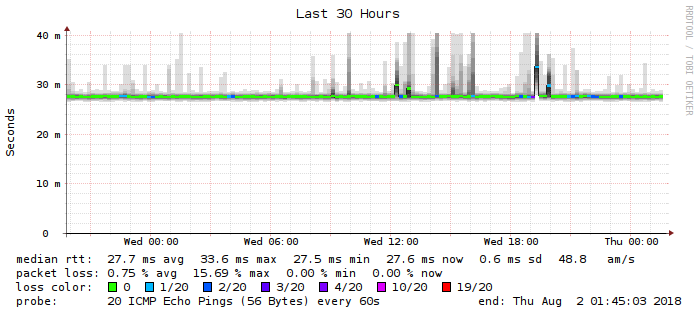 Last 30 Hours
RRDTOOL / TOBI OETIKER
Seconds
40 m
30 m
20 m
10 m
0
Wed 00:00 Wed 06:00 Wed 12:00 Wed 18:00 Thu 00:00
median rtt: 27.7 ms avg 33.6 ms max 27.5 ms min 27.6 ms now 0.6 ms sd 48.8 am/s
packet loss: 0.75 % avg 15.69 % max 0.00 % min 0.00 % now
loss color: 0 1/20 2/20 3/20 4/20 10/20 19/20
probe: 20 ICMP Echo Pings (56 Bytes) every 60s end: Thu Aug 2 01:45:03 2018